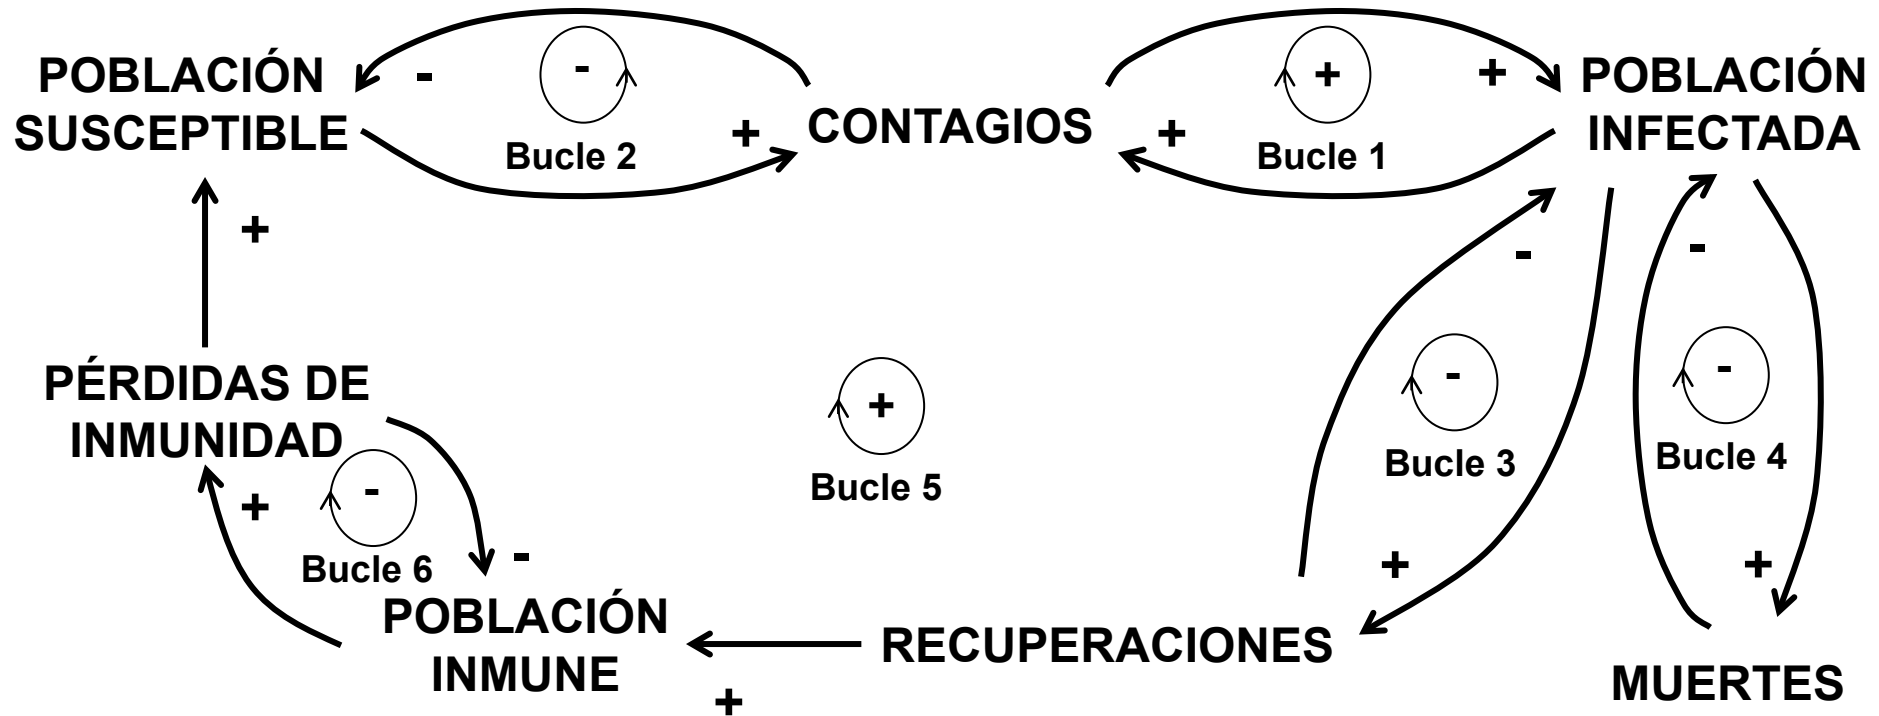 POBLACIÓN
SUSCEPTIBLE
-
-
Bucle 2
+
CONTAGIOS
+
+
Bucle 1
+
POBLACIÓN
INFECTADA
+
-
-
PÉRDIDAS DE
INMUNIDAD
+
-
Bucle 6
-
+
Bucle 5
-
Bucle 3
+
-
Bucle 4
+
POBLACIÓN
INMUNE
+
RECUPERACIONES
MUERTES